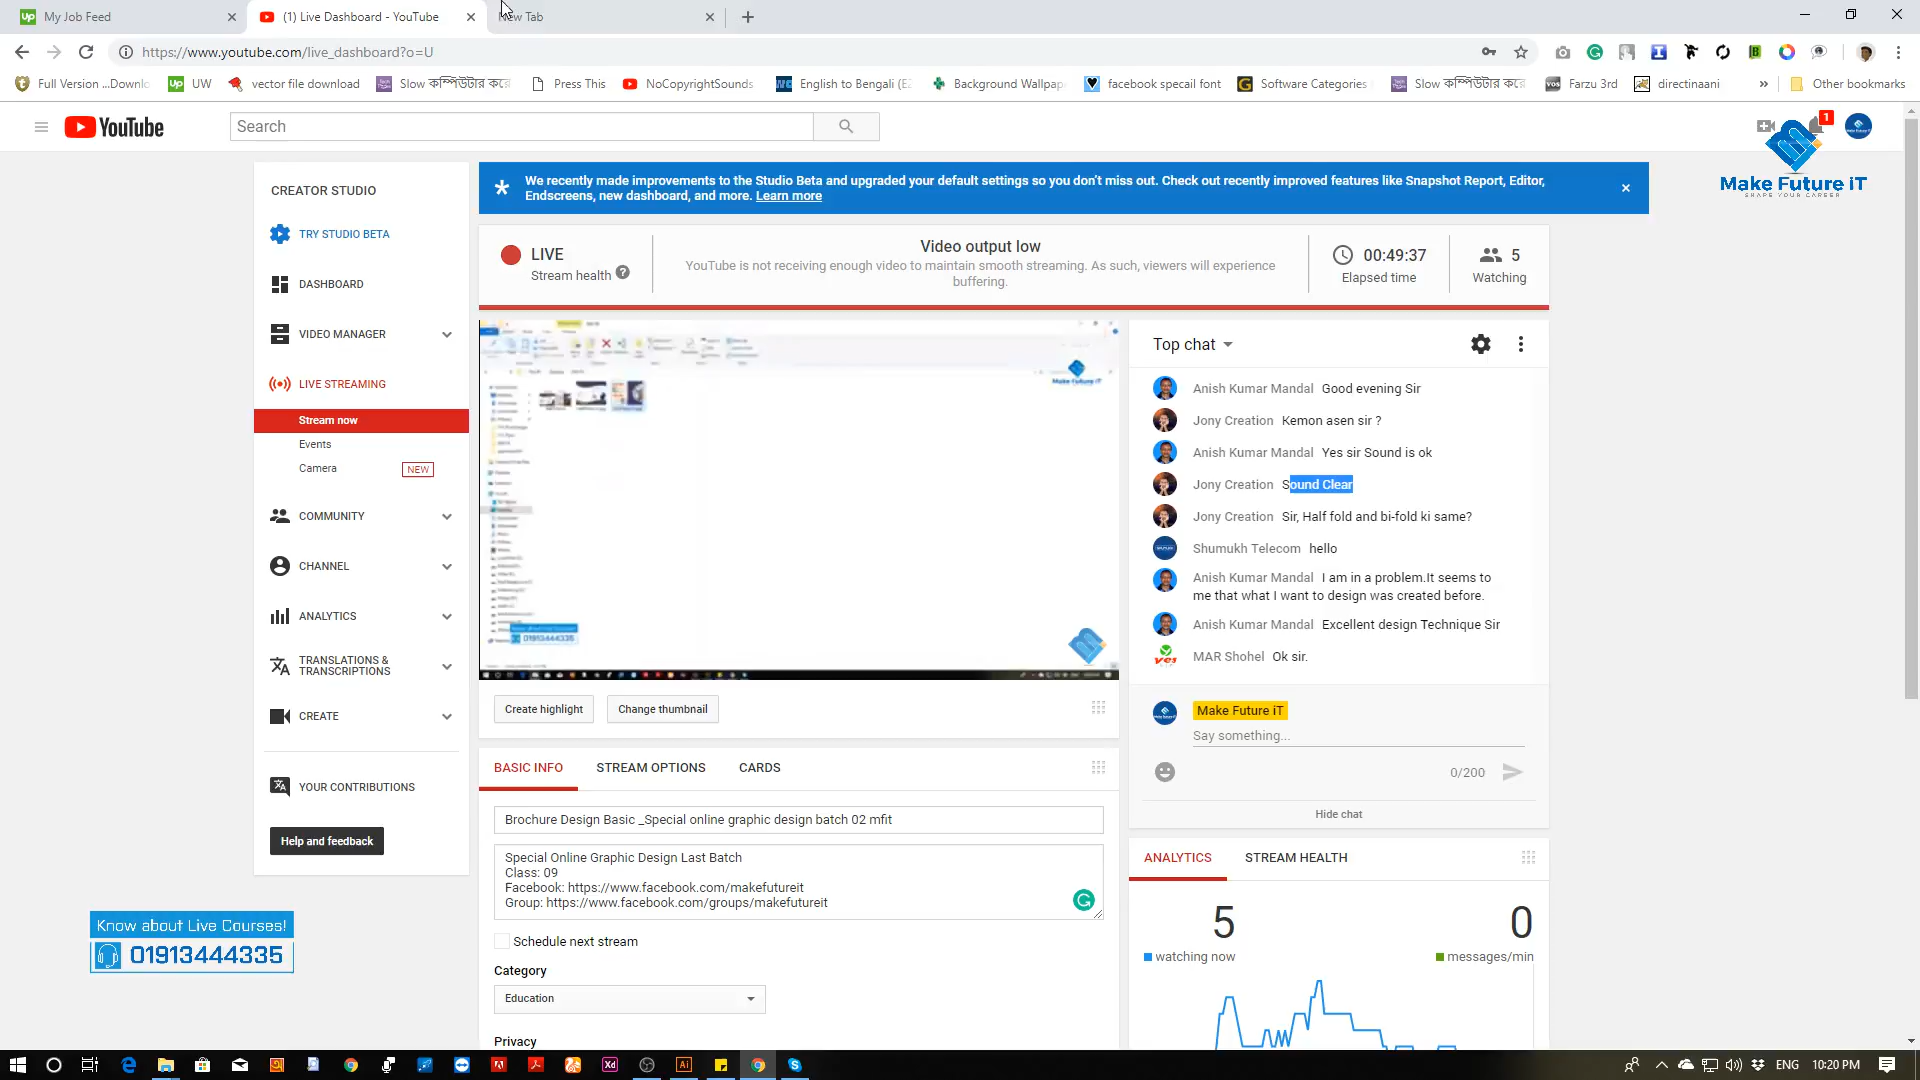 My Job Feed
(1) Live Dashboard - YouTube
New Tab
https://www.youtube.com/live_dashboard?o=U
Full Version ...Downlo
UW
vector file download
Slow কম্পিউটার করে
Press This
NoCopyrightSounds
English to Bengali (E
Background Wallpap
facebook specail font
Software Categories
Slow কম্পিউটার করে
Farzu 3rd
directinaani
Other bookmarks
YouTube
Search
1
Make Future iT
SHAPE YOUR CAREER
CREATOR STUDIO
TRY STUDIO BETA
DASHBOARD
VIDEO MANAGER
LIVE STREAMING
Stream now
Events
Camera NEW
COMMUNITY
CHANNEL
ANALYTICS
TRANSLATIONS &
TRANSCRIPTIONS
CREATE
YOUR CONTRIBUTIONS
Help and feedback
We recently made improvements to the Studio Beta and upgraded your default settings so you don't miss out. Check out recently improved features like Snapshot Report, Editor,
Endscreens, new dashboard, and more. Learn more
LIVE
Stream health
Video output low
YouTube is not receiving enough video to maintain smooth streaming. As such, viewers will experience
buffering.
00:49:37
Elapsed time
5
Watching
Make Future iT
01913444335
Create highlight
Change thumbnail
BASIC INFO
STREAM OPTIONS
CARDS
Brochure Design Basic _Special online graphic design batch 02 mfit
Special Online Graphic Design Last Batch
Class: 09
Facebook: https://www.facebook.com/makefutureit
Group: https://www.facebook.com/groups/makefutureit
Schedule next stream
Category
Education
Privacy
Top chat
Anish Kumar Mandal Good evening Sir
Jony Creation Kemon asen sir ?
Anish Kumar Mandal Yes sir Sound is ok
Jony Creation Sound Clear
Jony Creation Sir, Half fold and bi-fold ki same?
Shumukh Telecom hello
Anish Kumar Mandal I am in a problem.It seems to
me that what I want to design was created before.
Anish Kumar Mandal Excellent design Technique Sir
MAR Shohel Ok sir.
Make Future iT
Say something...
0/200
Hide chat
ANALYTICS
STREAM HEALTH
5
watching now
0
messages/min
Know about Live Courses!
01913444335
ENG
10:20 PM